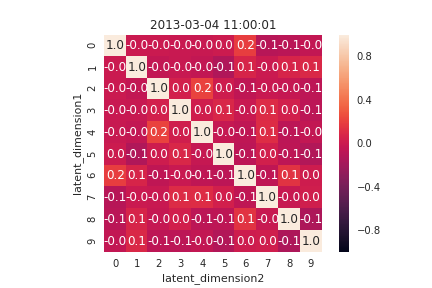 2013-03-04 11:00:01
latent_dimension1
0 1.0 -0.0 -0.0 -0.0 -0.0 0.0 0.2 -0.1 -0.1 -0.0
1 -0.0 1.0 -0.0 0.0 -0.0 -0.1 0.1 -0.0 0.1 0.1
2 -0.0 -0.0 1.0 0.0 0.2 0.0 -0.1 -0.0 -0.0 -0.1
3 -0.0 0.0 0.0 1.0 0.0 0.1 -0.0 0.1 0.0 -0.1
4 -0.0 -0.0 0.2 0.0 1.0 -0.0 -0.1 0.1 -0.0 -0.1
5 0.0 -0.1 0.0 0.1 -0.0 1.0 -0.1 0.0 -0.1 -0.1
6 0.2 0.1 -0.1 -0.0 -0.1 -0.1 1.0 -0.1 0.1 0.0
7 -0.1 -0.0 -0.0 0.1 0.1 0.0 -0.1 1.0 -0.0 0.0
8 -0.1 0.1 -0.0 0.0 -0.0 -0.1 0.1 -0.0 1.0 -0.1
9 -0.0 0.1 -0.1 -0.1 -0.1 -0.1 0.0 0.0 -0.1 1.0
0 1 2 3 4 5 6 7 8 9
latent_dimension2
0.8
0.4
0.0
−0.4
−0.8